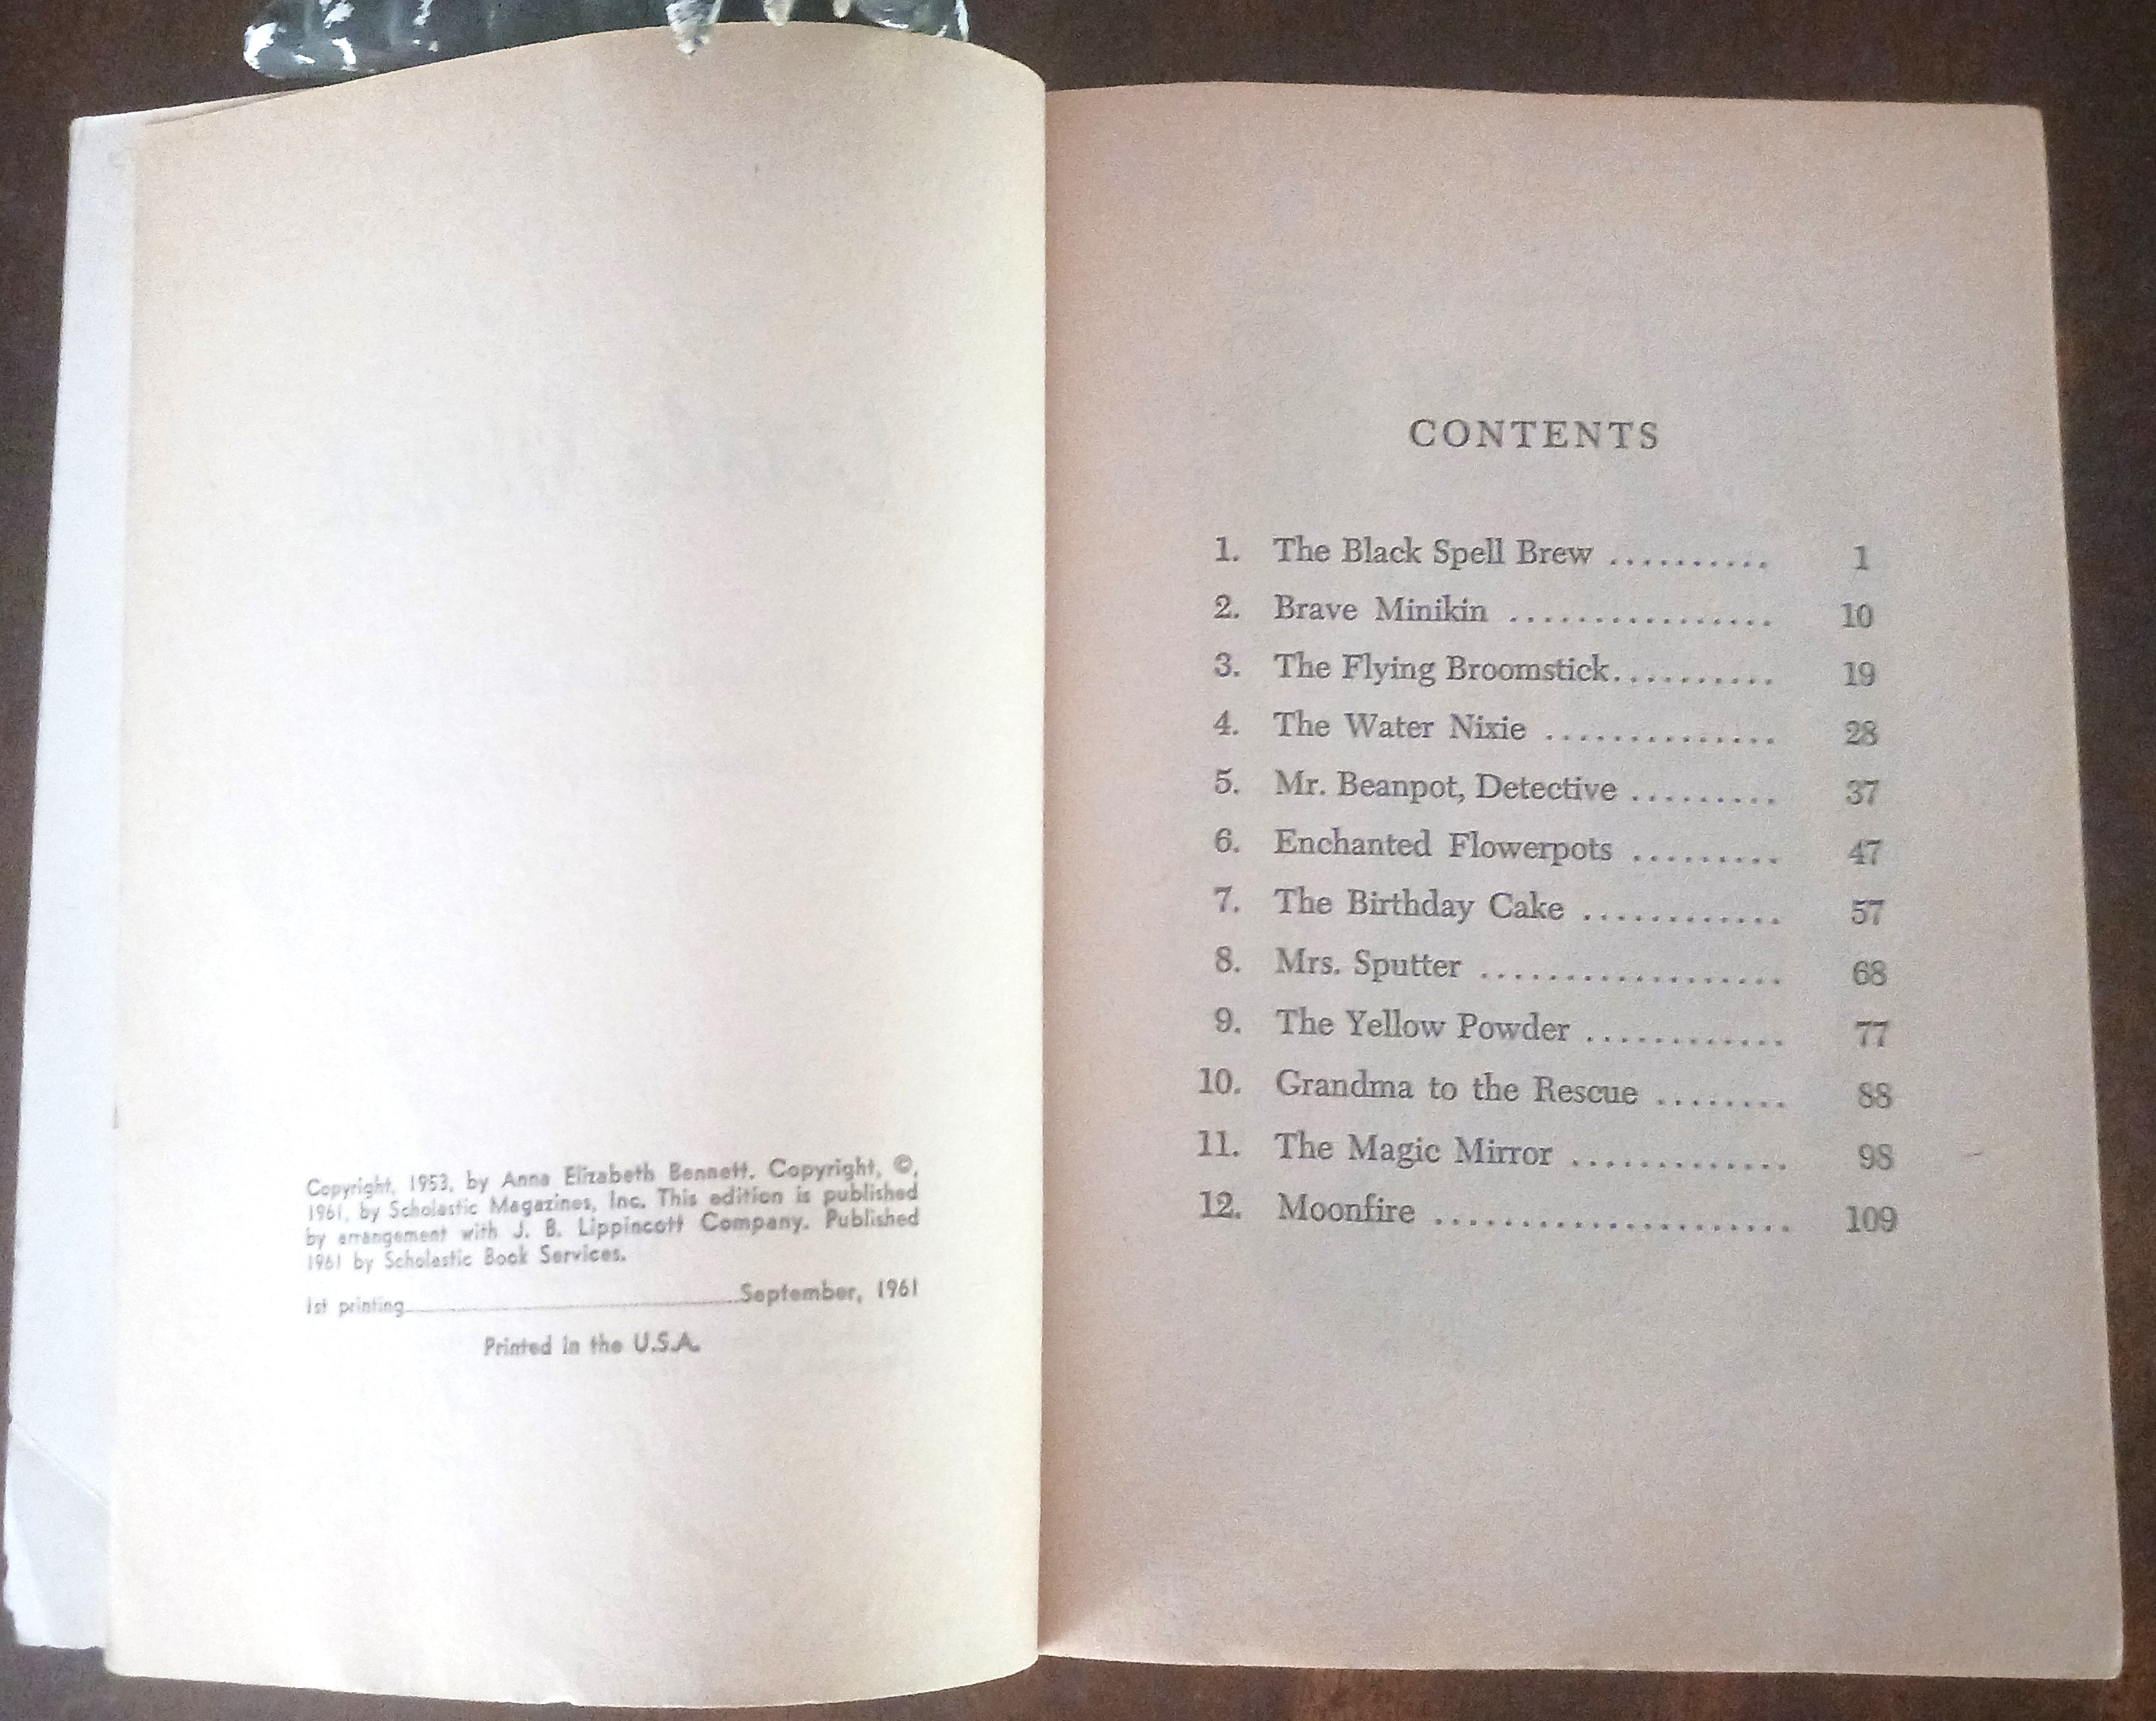 Copyright, 1953, by Anna Elizabeth Bennett. Copyright, ©,
1961, by Scholastic Magazines, Inc. This edition is published
by arrangement with J. B. Lippincott Company. Published
1961 by Scholastic Book Services.
1st printing........................................September, 1961
Printed in the U.S.A.
CONTENTS
1. The Black Spell Brew .......... 1
2. Brave Minikin ................ 10
3. The Flying Broomstick.......... 19
4. The Water Nixie .............. 28
5. Mr. Beanpot, Detective ......... 37
6. Enchanted Flowerpots ......... 47
7. The Birthday Cake ............ 57
8. Mrs. Sputter .................. 68
9. The Yellow Powder ............ 77
10. Grandma to the Rescue ........ 88
11. The Magic Mirror ............. 98
12. Moonfire ...................... 109